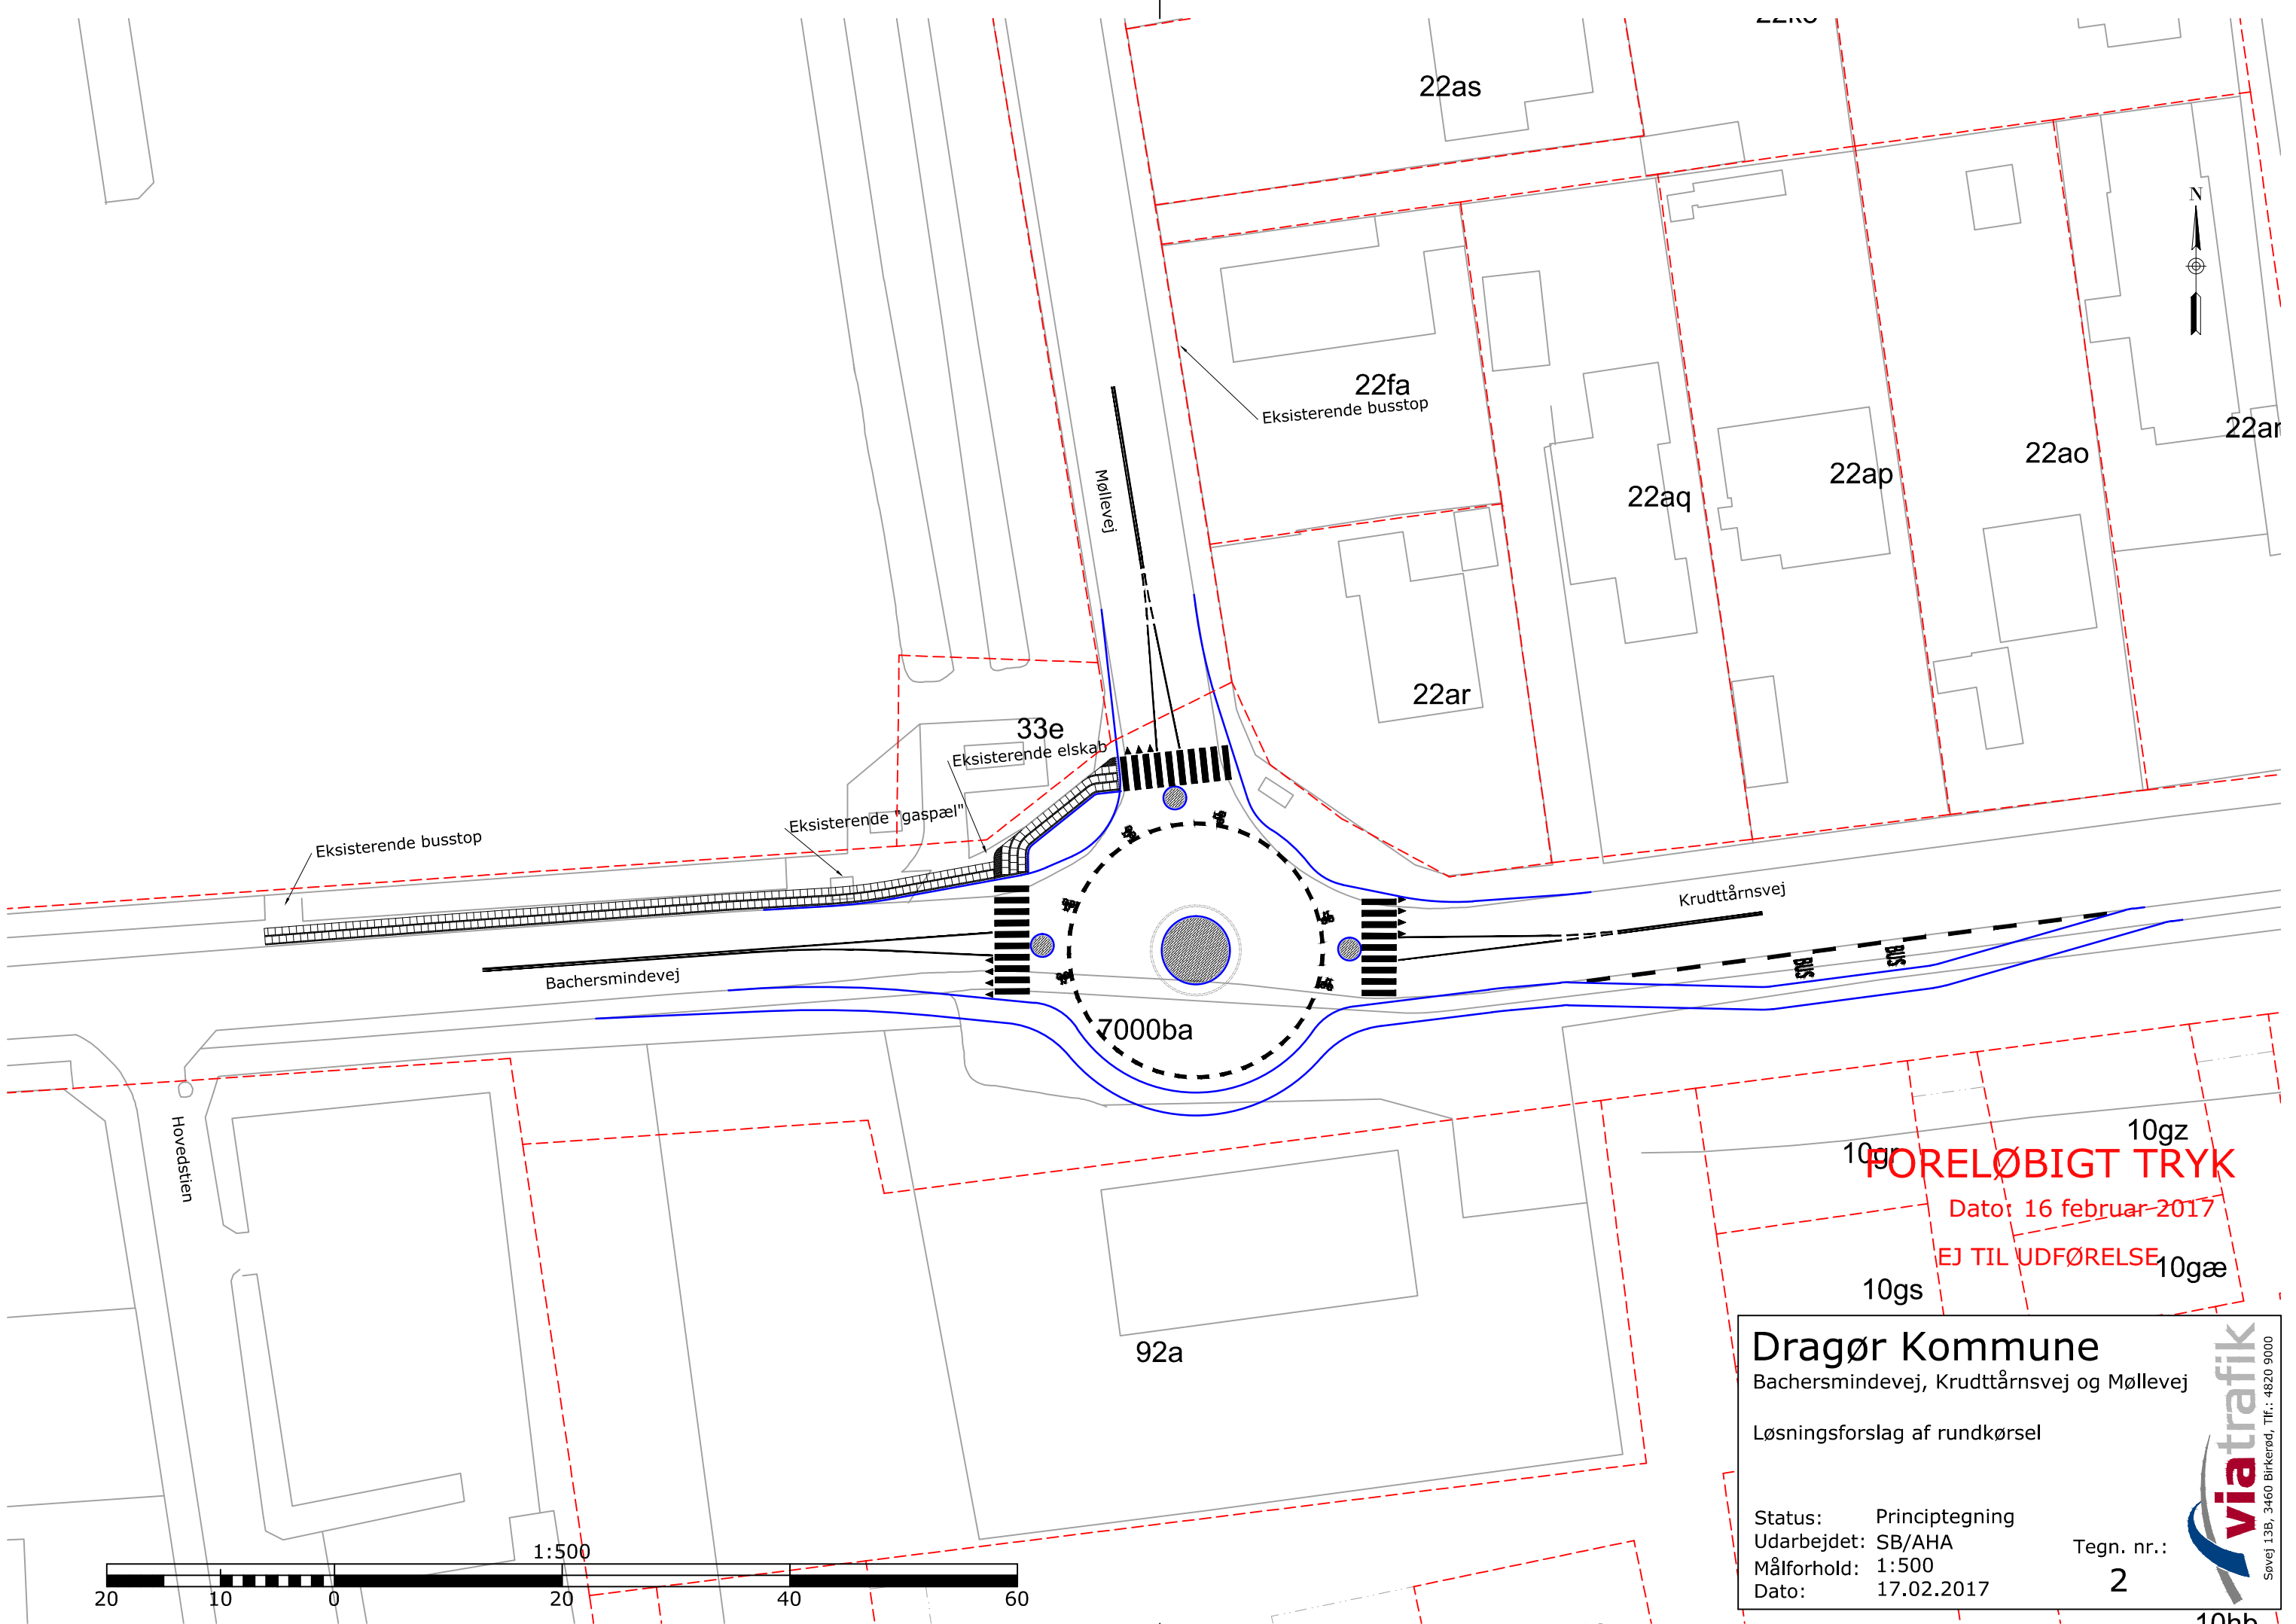 22as
22fa
Eksisterende busstop
22aq
22ap
22ao
N
Møllevej
22ar
33e
Eksisterende elskab
Eksisterende "gaspæl"
Eksisterende busstop
Krudttårnsvej
BUS
BUS
Bachersmindevej
7000ba
Hovedstien
10gz
FORELØBIGT TRYK
Dato: 16 februar 2017
EJ TIL UDFØRELSE
10gæ
10gs
92a
Dragør Kommune
Bachersmindevej, Krudttårnsvej og Møllevej
Løsningsforslag af rundkørsel
Status: Principtegning
Udarbejdet: SB/AHA
Målforhold: 1:500
Dato: 17.02.2017
Tegn. nr.:
2
viatrafik
Søvej 13B, 3460 Birkerød, Tlf.: 4820 9000
1:500
20 10 0 20 40 60